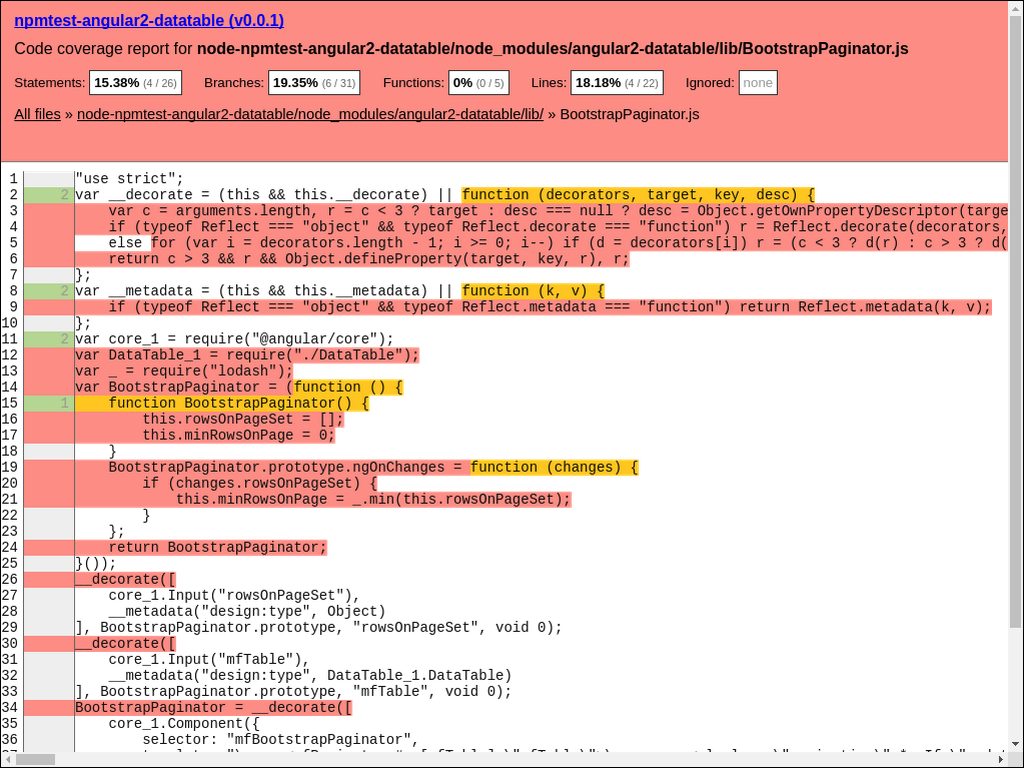 npmtest-angular2-datatable (v0.0.1)
Code coverage report for node-npmtest-angular2-datatable/node_modules/angular2-datatable/lib/BootstrapPaginator.js
Statements: 15.38% (4 / 26) Branches: 19.35% (6 / 31) Functions: 0% (0 / 5) Lines: 18.18% (4 / 22) Ignored: none
All files » node-npmtest-angular2-datatable/node_modules/angular2-datatable/lib/ » BootstrapPaginator.js
1 "use strict";
2 2 var __decorate = (this && this.__decorate) || function (decorators, target, key, desc) {
3 var c = arguments.length, r = c < 3 ? target : desc === null ? desc = Object.getOwnPropertyDescriptor(targe
4 if (typeof Reflect === "object" && typeof Reflect.decorate === "function") r = Reflect.decorate(decorators,
5 else for (var i = decorators.length - 1; i >= 0; i--) if (d = decorators[i]) r = (c < 3 ? d(r) : c > 3 ? d(
6 return c > 3 && r && Object.defineProperty(target, key, r), r;
7 };
8 2 var __metadata = (this && this.__metadata) || function (k, v) {
9 if (typeof Reflect === "object" && typeof Reflect.metadata === "function") return Reflect.metadata(k, v);
10 };
11 2 var core_1 = require("@angular/core");
12 var DataTable_1 = require("./DataTable");
13 var _ = require("lodash");
14 var BootstrapPaginator = (function () {
15 1 function BootstrapPaginator() {
16 this.rowsOnPageSet = [];
17 this.minRowsOnPage = 0;
18 }
19 BootstrapPaginator.prototype.ngOnChanges = function (changes) {
20 if (changes.rowsOnPageSet) {
21 this.minRowsOnPage = _.min(this.rowsOnPageSet);
22 }
23 };
24 return BootstrapPaginator;
25 }());
26 __decorate([
27 core_1.Input("rowsOnPageSet"),
28 __metadata("design:type", Object)
29 ], BootstrapPaginator.prototype, "rowsOnPageSet", void 0);
30 __decorate([
31 core_1.Input("mfTable"),
32 __metadata("design:type", DataTable_1.DataTable)
33 ], BootstrapPaginator.prototype, "mfTable", void 0);
34 BootstrapPaginator = __decorate([
35 core_1.Component({
36 selector: "mfBootstrapPaginator",